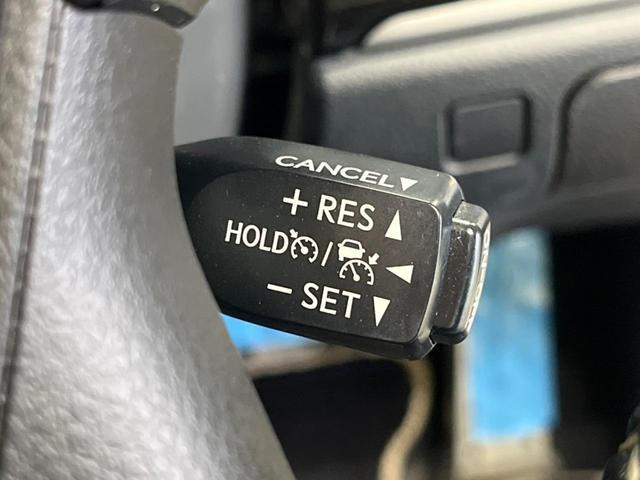 CANCEL▼
+ RES ▲
HOLD / ◀
− SET ▼